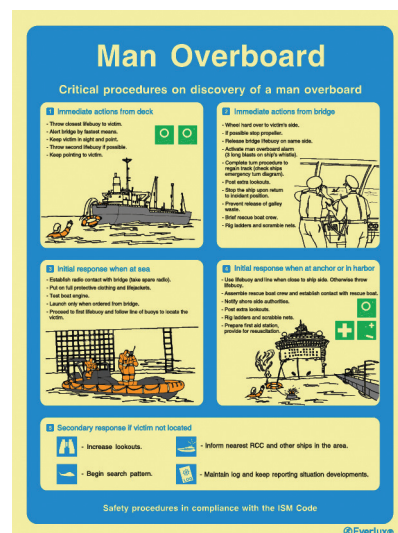 Man Overboard
Critical procedures on discovery of a man overboard
1 Immediate actions from deck
- Throw closest lifebuoy to victim.
- Alert bridge by fastest means.
- Keep victim in sight and point.
- Throw second lifebuoy if possible.
- Keep pointing to victim.
2 Immediate actions from bridge
- Wheel hard over to victim's side.
- If possible stop propeller.
- Release bridge lifebuoy on same side.
- Activate man overboard alarm
(3 long blasts on ship's whistle).
- Complete turn procedure to
regain track (check ships
emergency turn diagram).
- Post extra lookouts.
- Stop the ship upon return
to incident position.
- Prevent release of galley
waste.
- Brief rescue boat crew.
- Rig ladders and scramble nets.
3 Initial response when at sea
- Establish radio contact with bridge (take spare radio).
- Put on full protective clothing and lifejackets.
- Test boat engine.
- Launch only when ordered from bridge.
- Proceed to first lifebuoy and follow line of buoys to locate the
victim.
4 Initial response when at anchor or in harbor
- Use lifebuoy and line when close to ship side. Otherwise throw
lifebuoy.
- Assemble rescue boat crew and establish contact with rescue boat.
- Notify shore side authorities.
- Post extra lookouts.
- Rig ladders and scrabble nets.
- Prepare first aid station,
provide for resuscitation.
5 Secondary response if victim not located
- Increase lookouts.
- Inform nearest RCC and other ships in the area.
- Begin search pattern.
- Maintain log and keep reporting situation developments.
Safety procedures in compliance with the ISM Code
Everlux